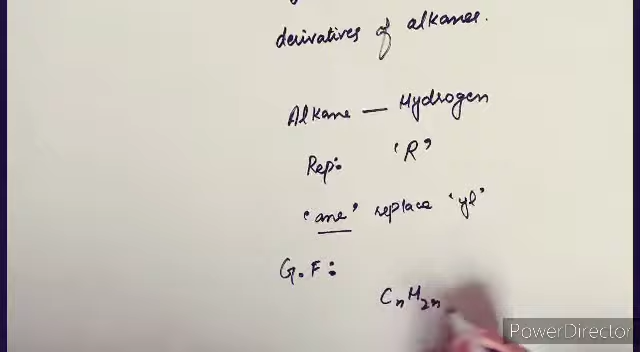 derivatives of alkanes.
Alkane — Hydrogen
Rep: 'R'
'ane' replace 'yl'
G.F:
CnH2n
PowerDirector